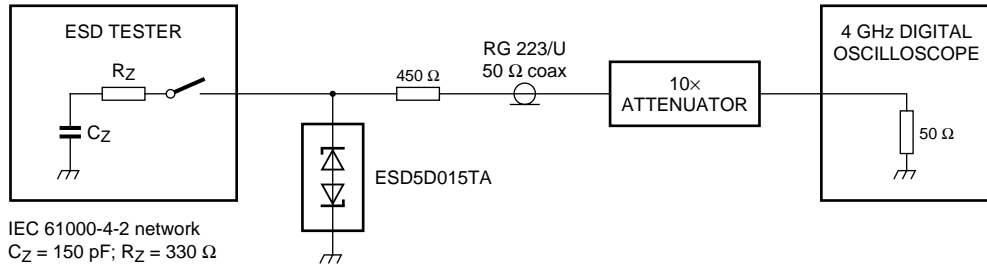 ESD TESTER
RZ
CZ
450 Ω
RG 223/U
50 Ω coax
10×
ATTENUATOR
4 GHz DIGITAL
OSCILLOSCOPE
50 Ω
ESD5D015TA
IEC 61000-4-2 network
CZ = 150 pF; RZ = 330 Ω